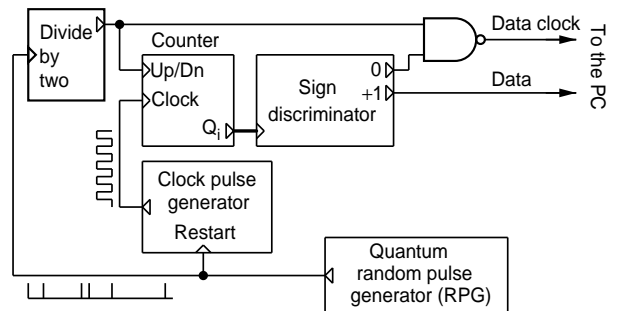 Divide
by
two
Counter
Up/Dn
Clock
Qi
Sign
discriminator
0
+1
Data clock
Data
To the PC
Clock pulse
generator
Restart
Quantum
random pulse
generator (RPG)